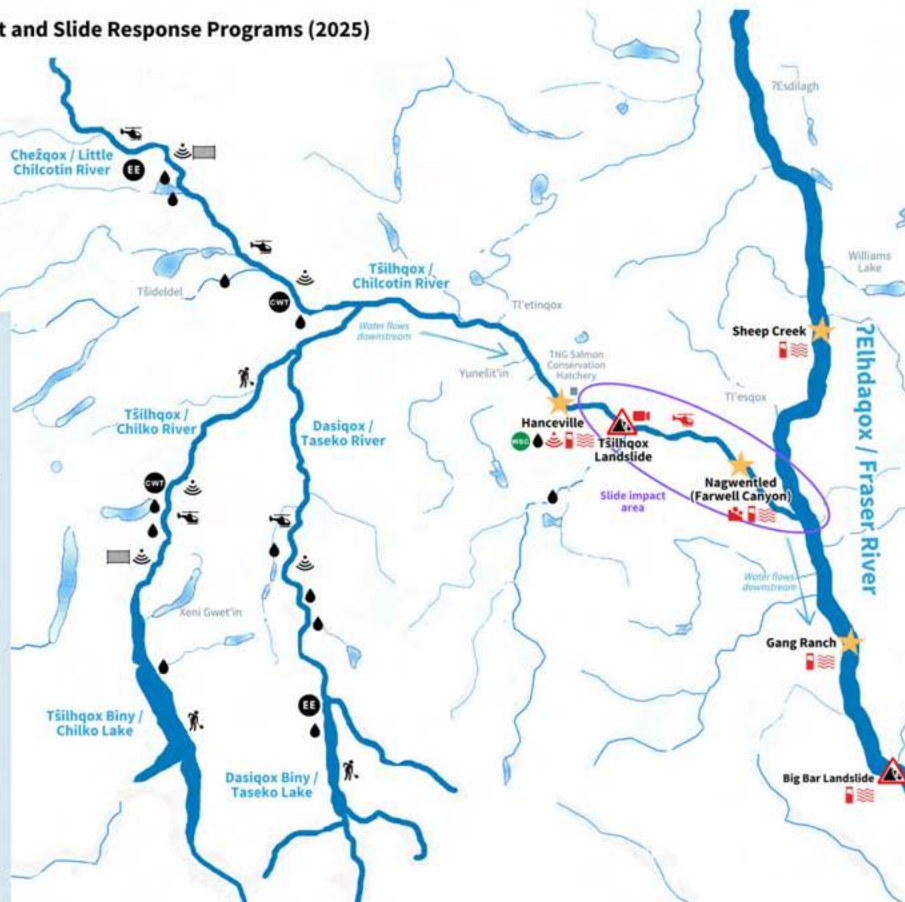 t and Slide Response Programs (2025)
ʔEsdilagh
Cheẑqox / Little
Chilcotin River
EE
Williams
Lake
Tŝideldel
Tŝilhqox /
Chilcotin River
CWT
Tl'etinqox
Water flows
downstream
Sheep Creek
TNG Salmon
Conservation
Hatchery
Yuneŝit'in
Tl'esqox
ʔElhdaqox / Fraser River
Tŝilhqox /
Chilko River
Dasiqox /
Taseko River
Hanceville
WSC
Tŝilhqox
Landslide
Nagwentled
(Farwell Canyon)
CWT
Slide impact
area
Water flows
downstream
Xeni Gwet'in
Gang Ranch
EE
Tŝilhqox Biny /
Chilko Lake
Dasiqox Biny /
Taseko Lake
Big Bar Landslide